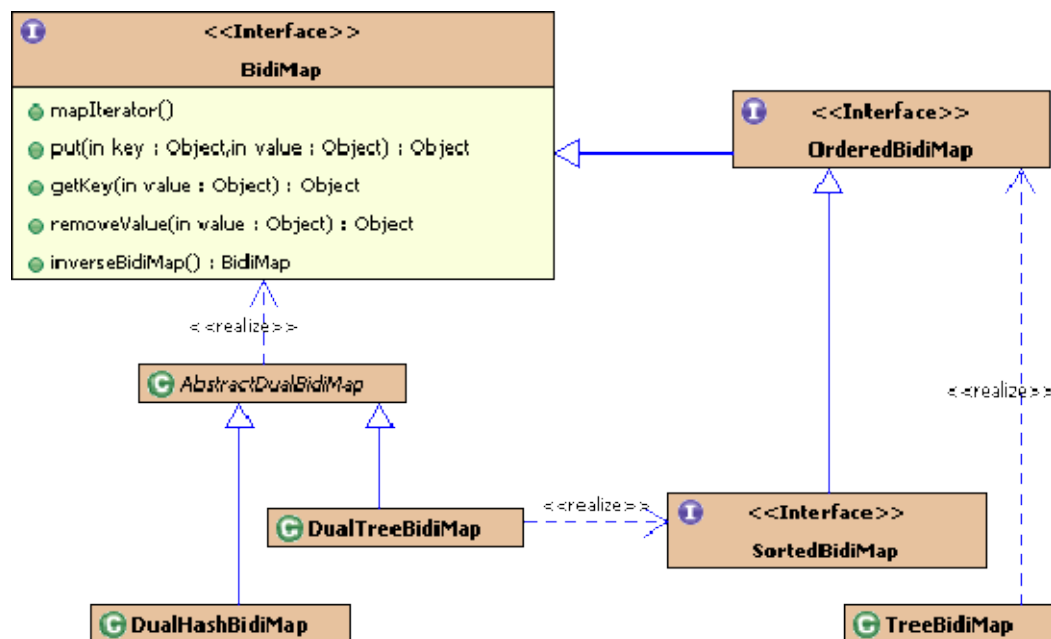 I
<<Interface>>
BidiMap
mapIterator()
put(in key : Object,in value : Object) : Object
getKey(in value : Object) : Object
removeValue(in value : Object) : Object
inverseBidiMap() : BidiMap
I
<<Interface>>
OrderedBidiMap
<<realize>>
C AbstractDualBidiMap
<<realize>>
<<realize>>
C DualTreeBidiMap
I
<<Interface>>
SortedBidiMap
C DualHashBidiMap
C TreeBidiMap